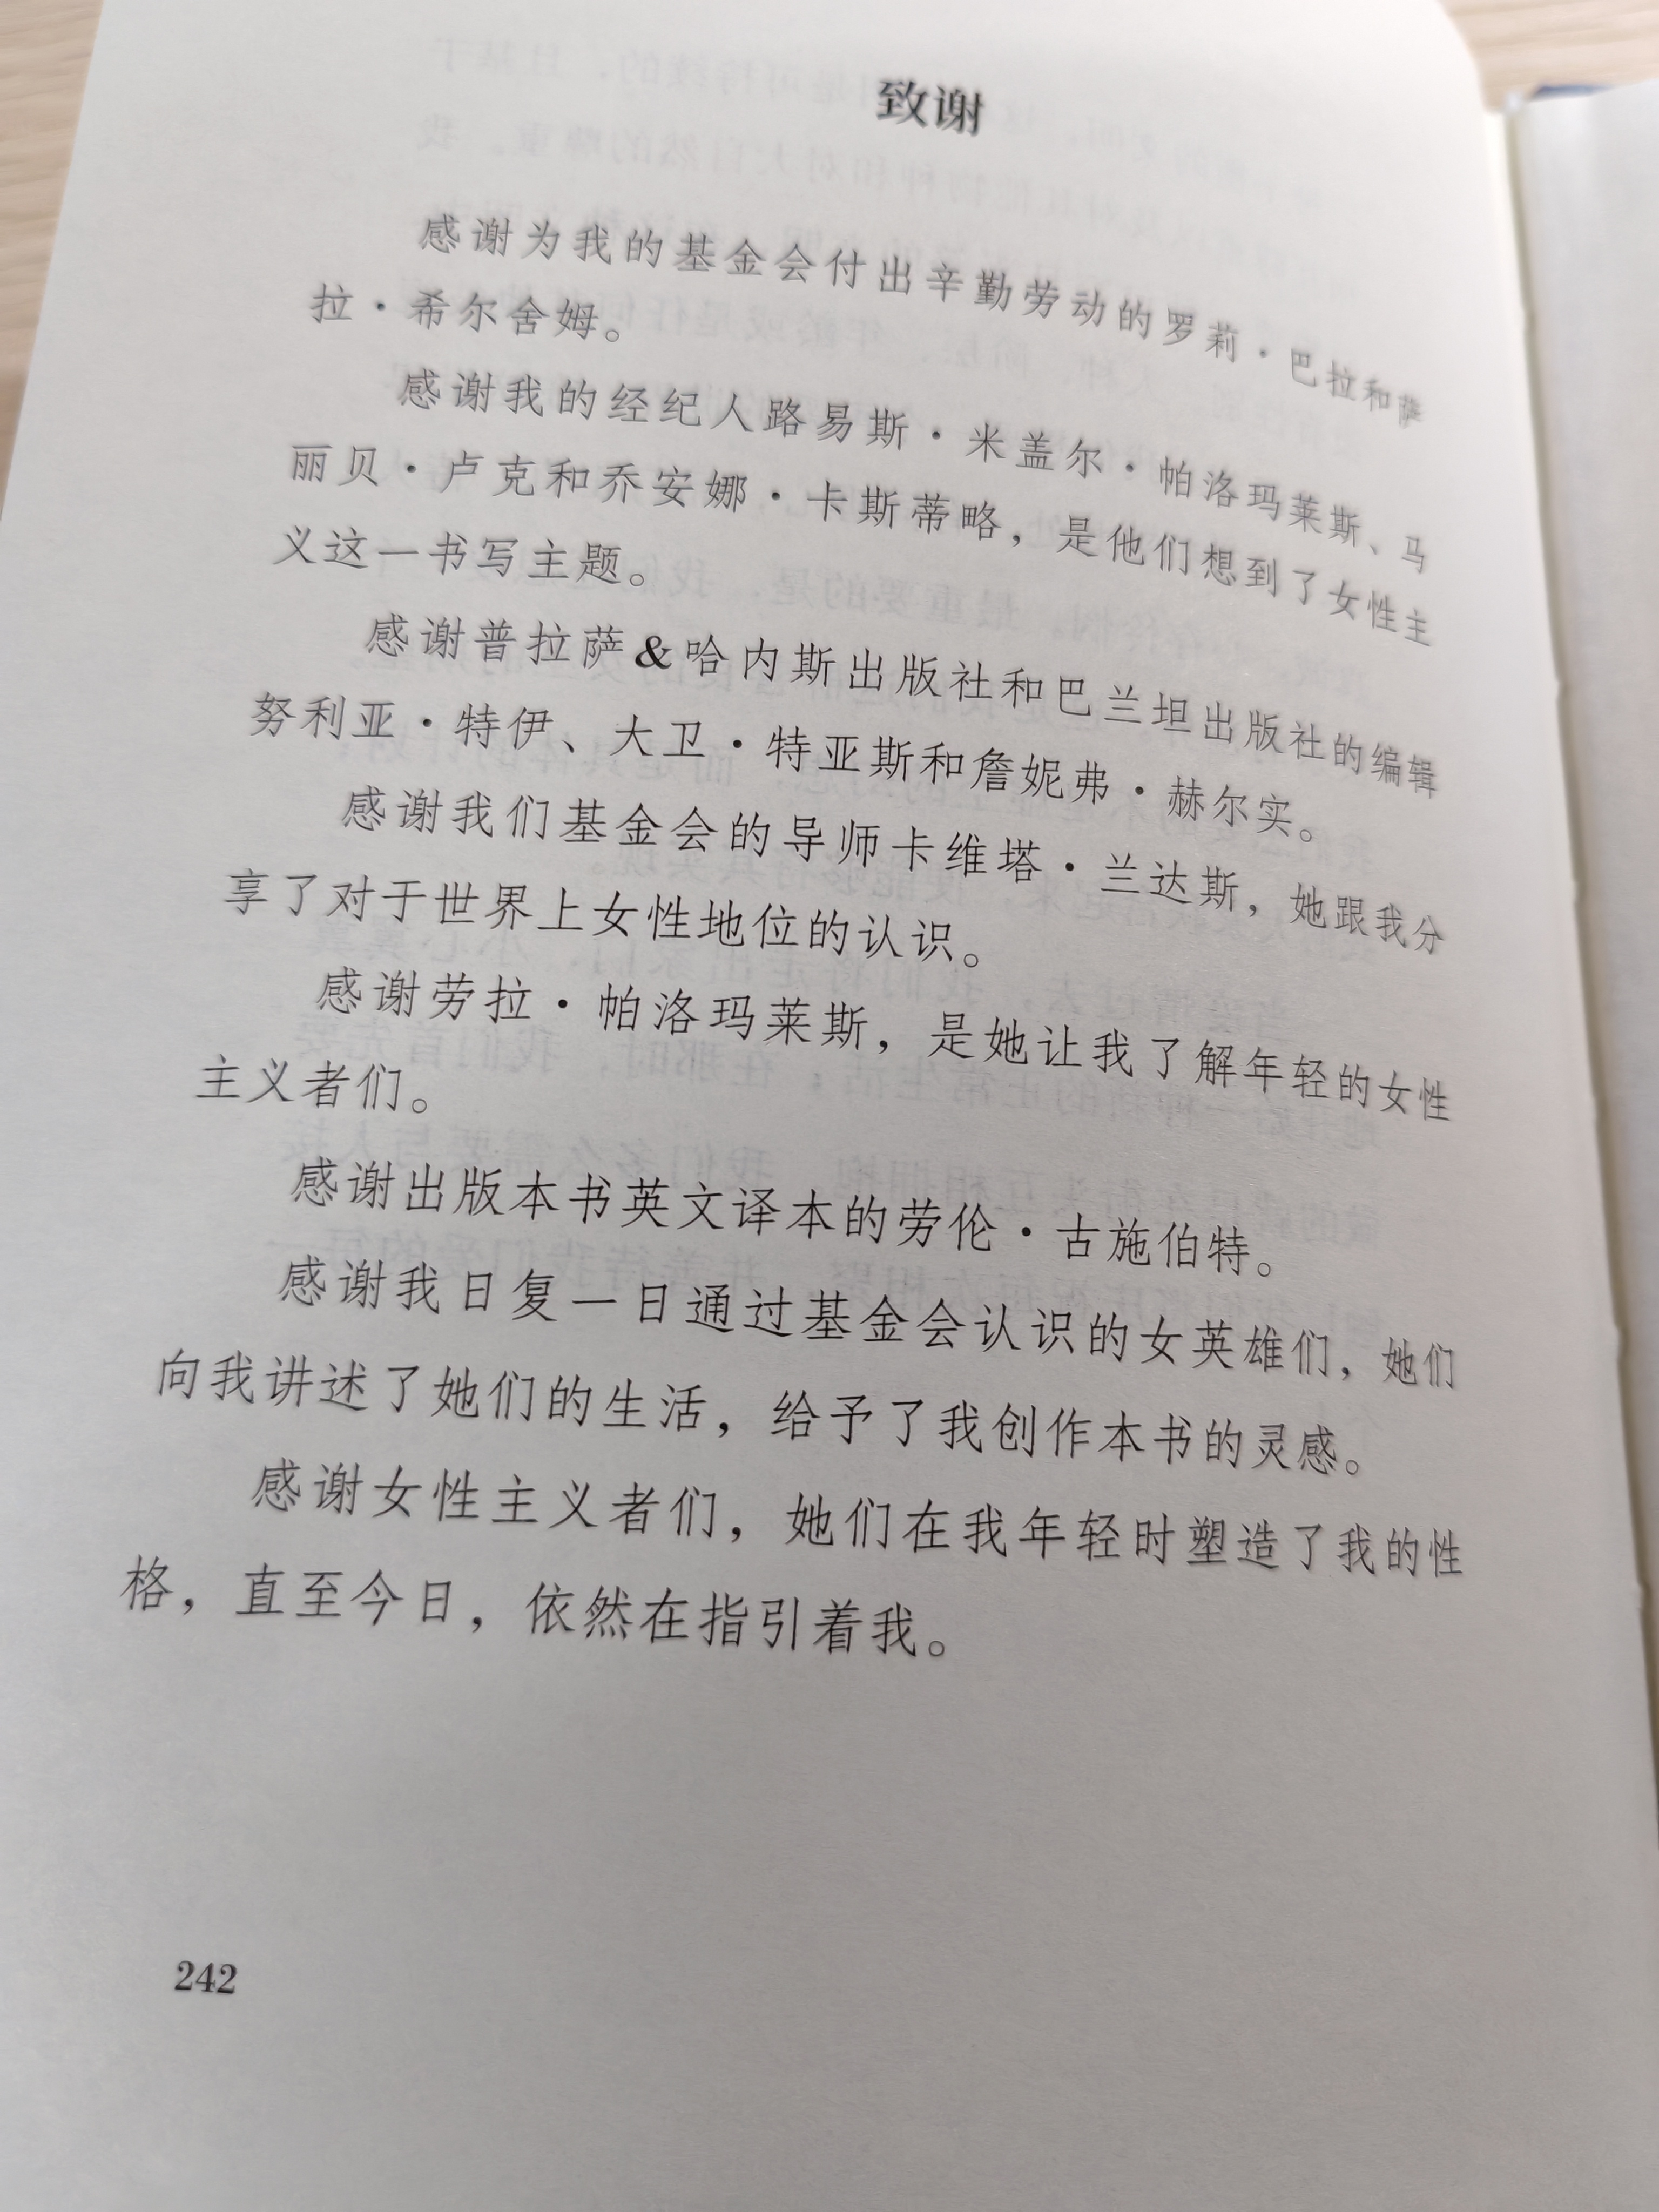 致谢
感谢为我的基金会付出辛勤劳动的罗莉·巴拉和萨
拉·希尔舍姆。
感谢我的经纪人路易斯·米盖尔·帕洛玛莱斯、马
丽贝·卢克和乔安娜·卡斯蒂略，是他们想到了女性主
义这一书写主题。
感谢普拉萨&哈内斯出版社和巴兰坦出版社的编辑
努利亚·特伊、大卫·特亚斯和詹妮弗·赫尔实。
感谢我们基金会的导师卡维塔·兰达斯，她跟我分
享了对于世界上女性地位的认识。
感谢劳拉·帕洛玛莱斯，是她让我了解年轻的女性
主义者们。
感谢出版本书英文译本的劳伦·古施伯特。
感谢我日复一日通过基金会认识的女英雄们，她们
向我讲述了她们的生活，给予了我创作本书的灵感。
感谢女性主义者们，她们在我年轻时塑造了我的性
格，直至今日，依然在指引着我。
242